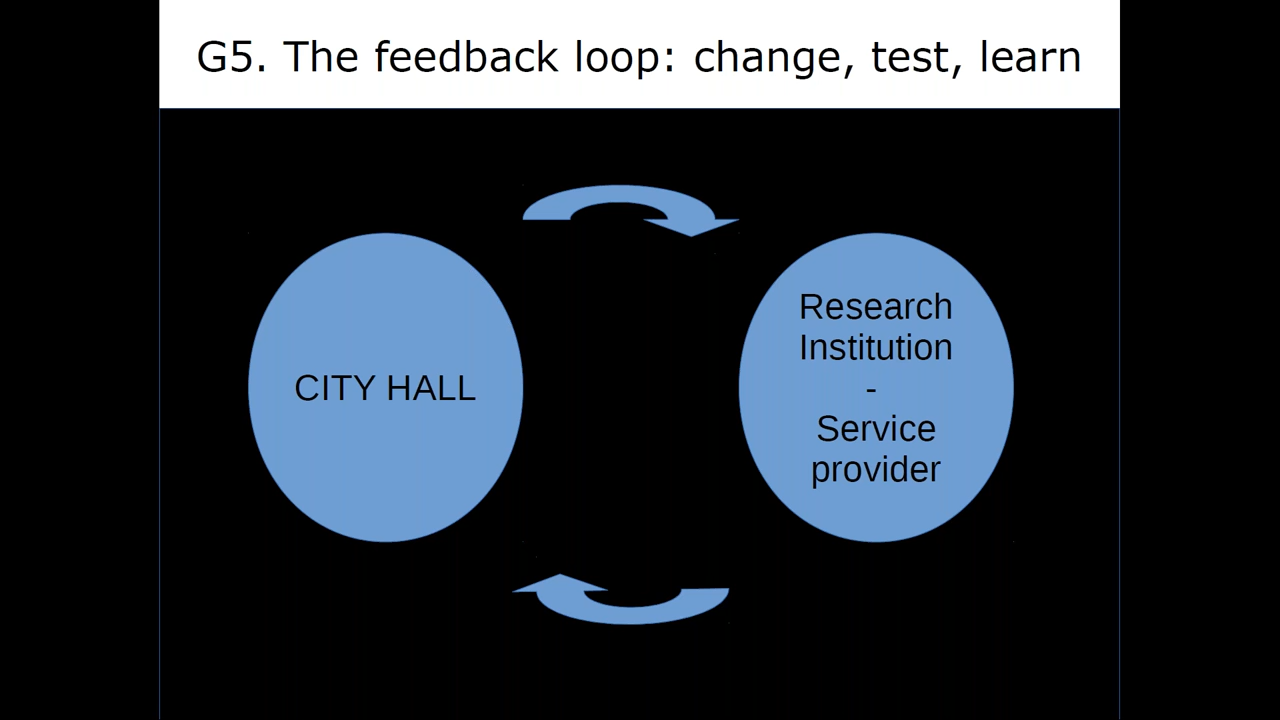 G5. The feedback loop: change, test, learn
CITY HALL
Research
Institution
-
Service
provider